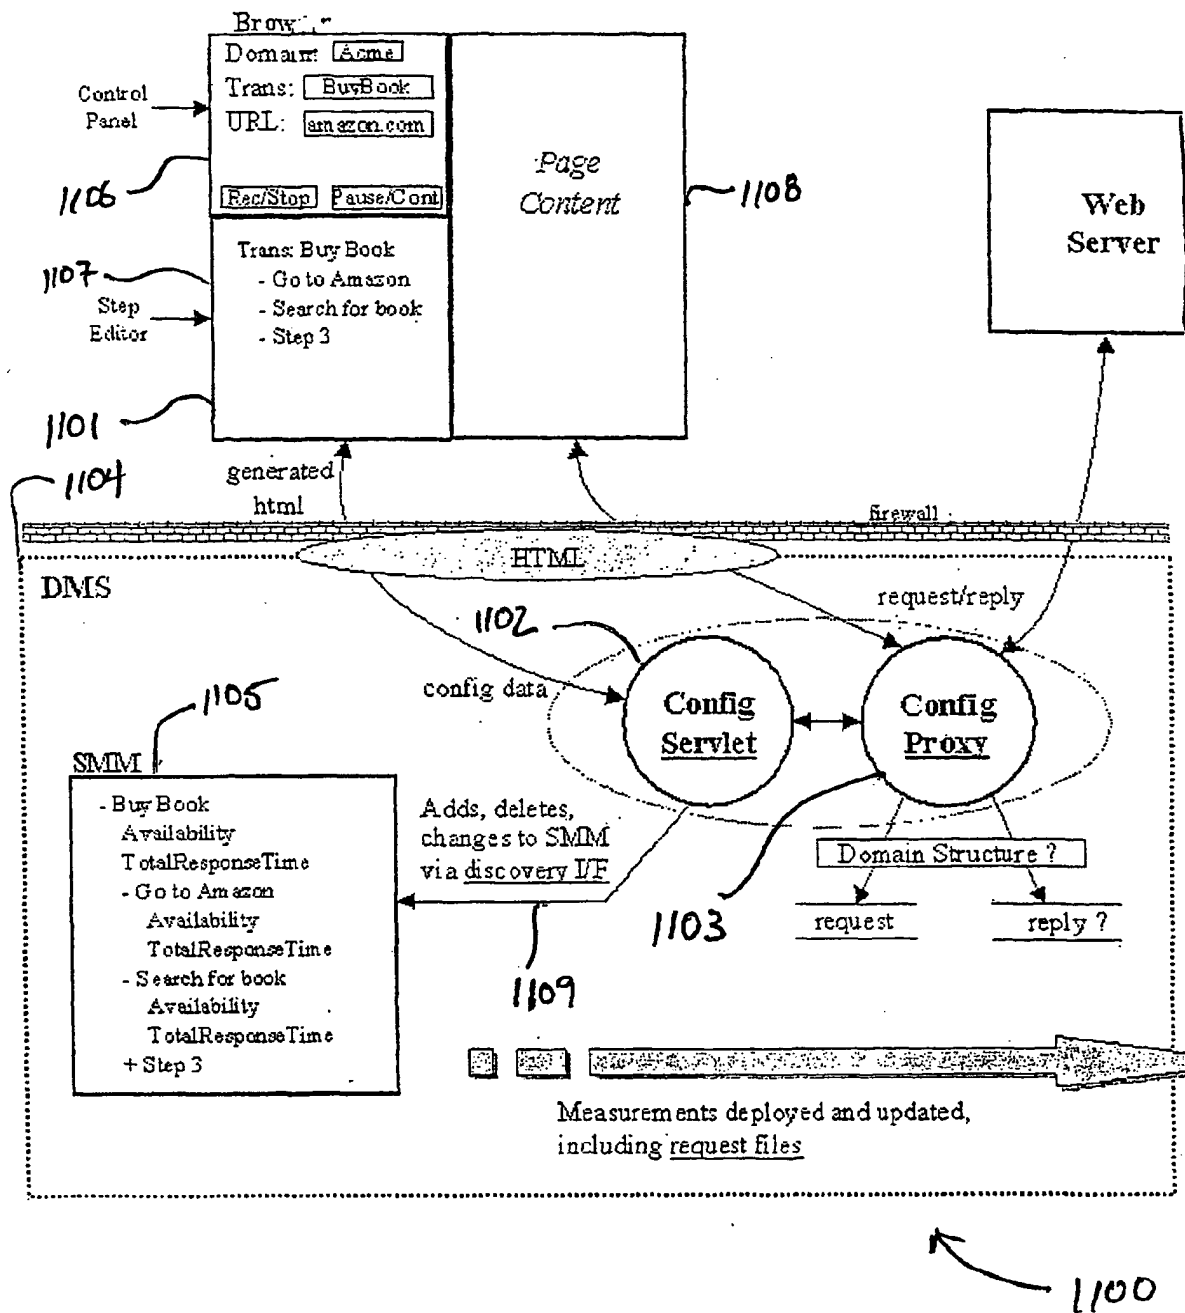 Browser
Domain: Acme
Trans: BuyBook
URL: amazon.com
Rec/Stop Pause/Cont
Control
Panel
1106
Page
Content
1108
Web
Server
Trans: Buy Book
- Go to Amazon
- Search for book
- Step 3
1107
Step
Editor
1101
1104
generated
html
firewall
HTML
DMS
request/reply
1102
config data
Config
Servlet
Config
Proxy
1105
SMM
- Buy Book
Availability
TotalResponseTime
- Go to Amazon
Availability
TotalResponseTime
- Search for book
Availability
TotalResponseTime
+ Step 3
Adds, deletes,
changes to SMM
via discovery I/F
1109
1103
Domain Structure ?
request
reply ?
Measurements deployed and updated,
including request files
1100